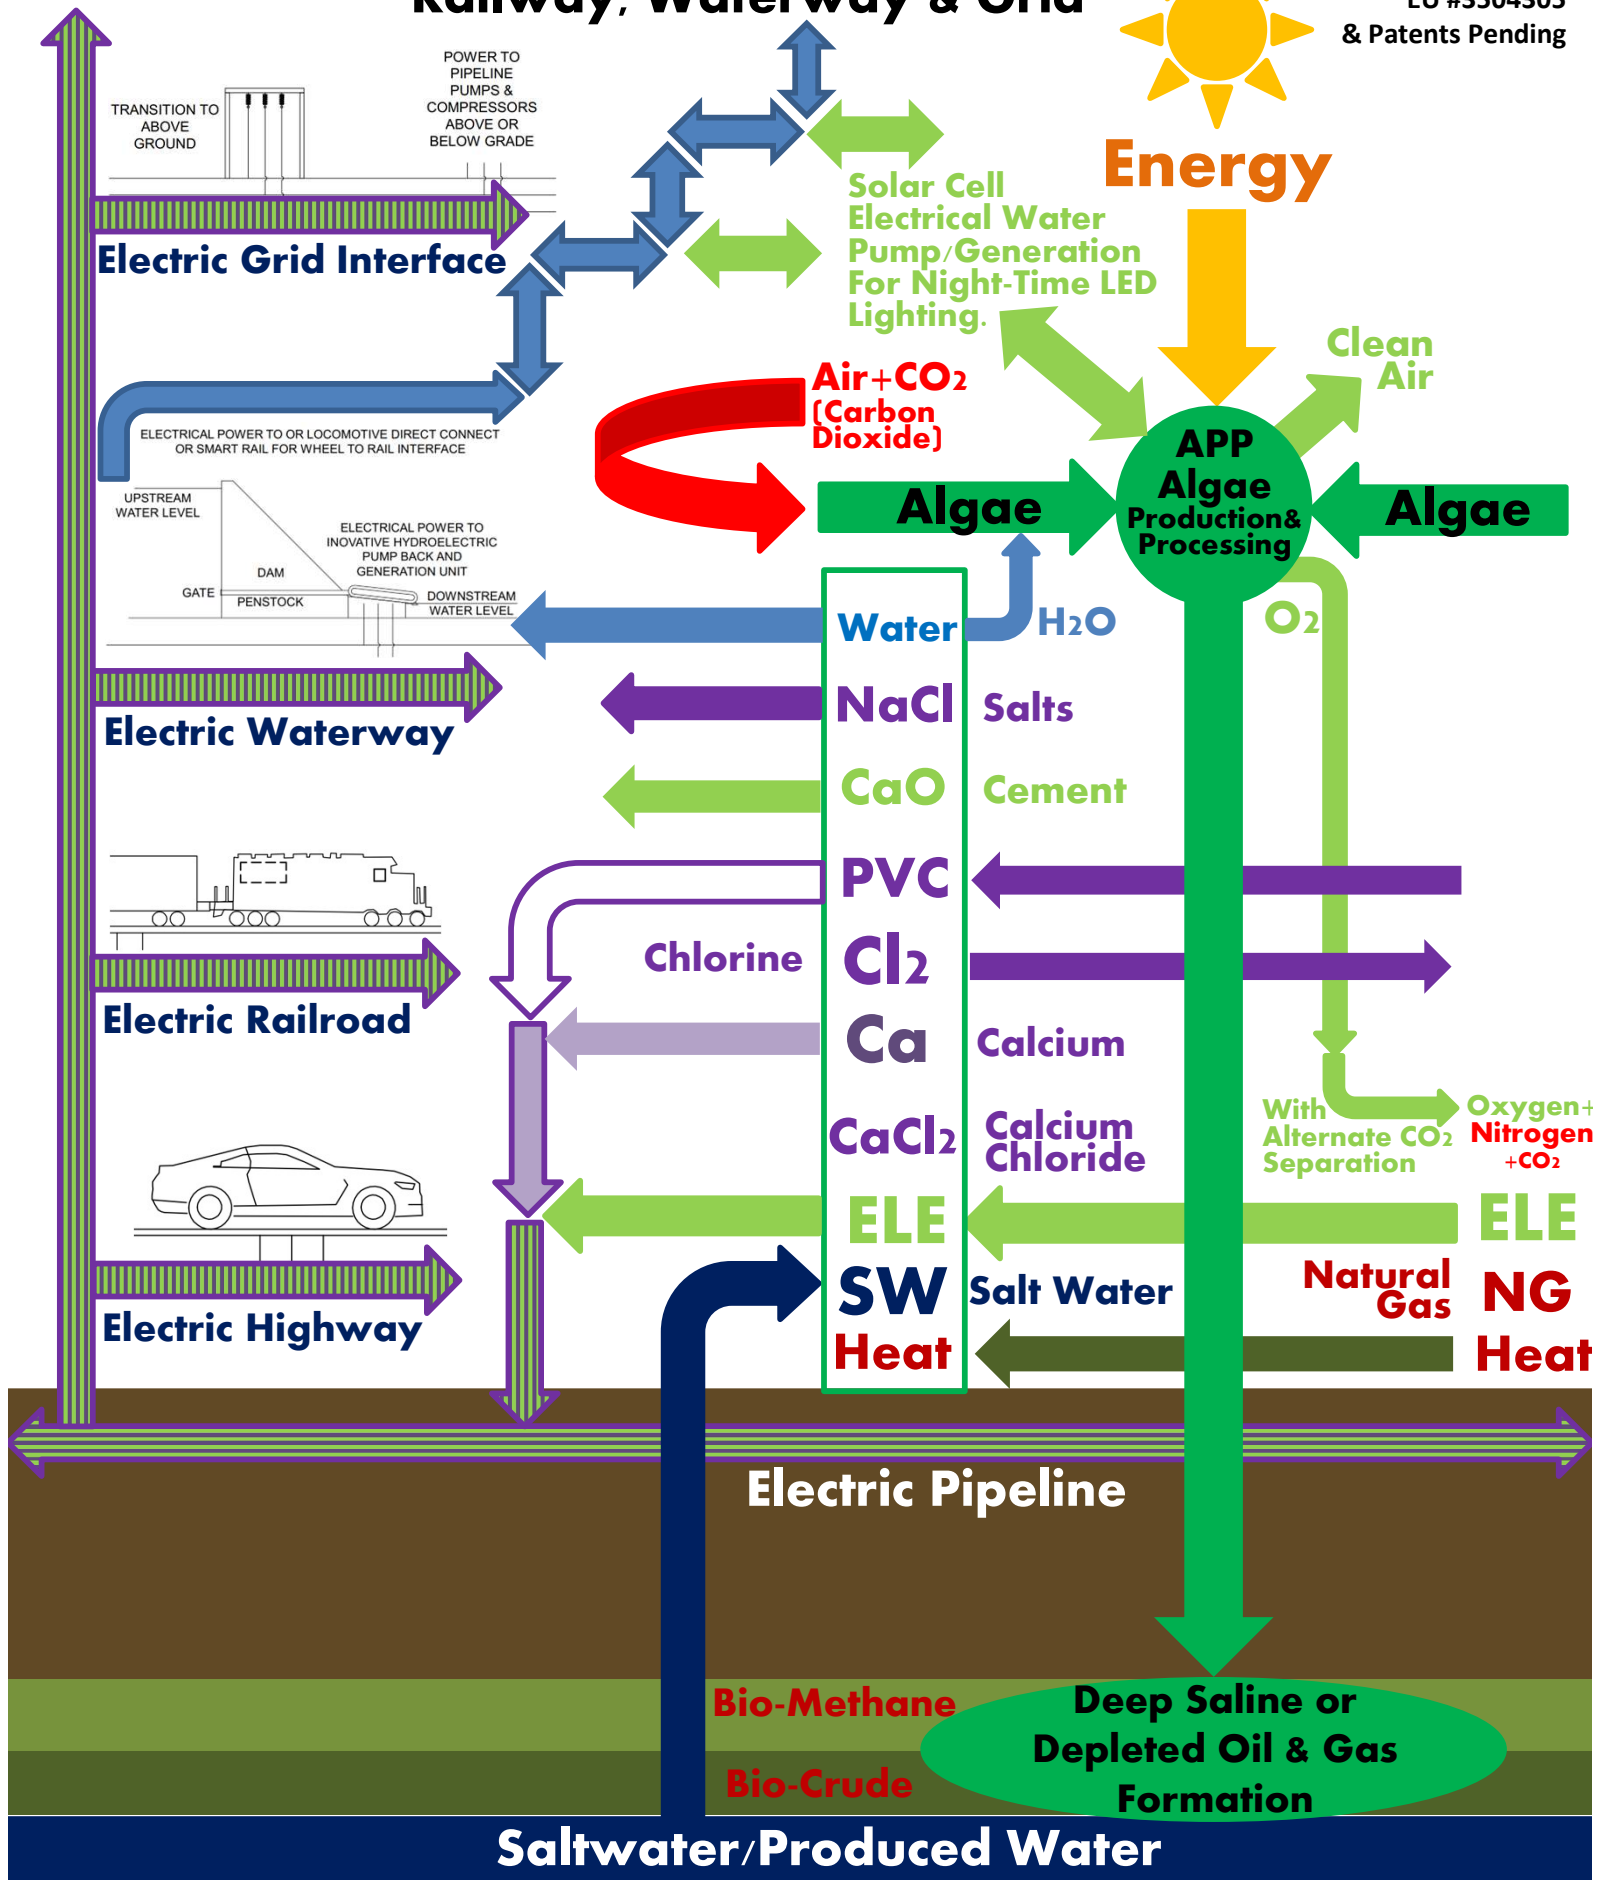 Railway, Waterway & Grid
EU #3504305
& Patents Pending
POWER TO
PIPELINE
PUMPS &
COMPRESSORS
ABOVE OR
BELOW GRADE
TRANSITION TO
ABOVE
GROUND
Energy
Solar Cell
Electrical Water
Pump/Generation
For Night-Time LED
Lighting.
Electric Grid Interface
Clean
Air
Air+CO2
(Carbon
Dioxide)
ELECTRICAL POWER TO OR LOCOMOTIVE DIRECT CONNECT
OR SMART RAIL FOR WHEEL TO RAIL INTERFACE
APP
Algae
Production&
Processing
Algae
Algae
UPSTREAM
WATER LEVEL
ELECTRICAL POWER TO
INOVATIVE HYDROELECTRIC
PUMP BACK AND
GENERATION UNIT
DAM
GATE
PENSTOCK
DOWNSTREAM
WATER LEVEL
Water
H2O
O2
NaCl
Salts
Electric Waterway
CaO
Cement
PVC
Chlorine
Cl2
Electric Railroad
Ca
Calcium
CaCl2
Calcium
Chloride
With
Alternate CO2
Separation
Oxygen+
Nitrogen
+CO2
ELE
ELE
SW
Salt Water
Natural
Gas
NG
Electric Highway
Heat
Heat
Electric Pipeline
Bio-Methane
Deep Saline or
Depleted Oil & Gas
Formation
Bio-Crude
Saltwater/Produced Water